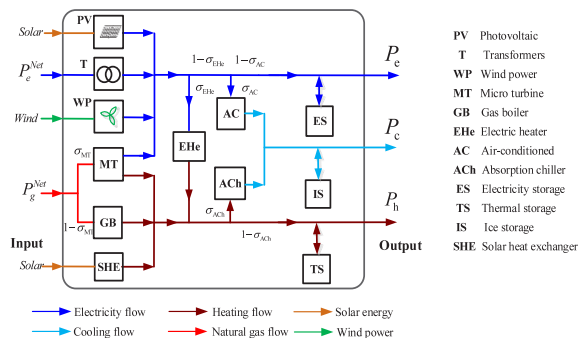 PV
Solar
T
P_e^Net
WP
Wind
σ_MT
MT
P_g^Net
GB
1−σ_MT
Input
Solar
SHE
1−σ_EHe
1−σ_AC
σ_EHe
σ_AC
AC
ES
EHe
ACh
IS
σ_ACh
1−σ_ACh
TS
P_e
P_c
P_h
Output
PV Photovoltaic
T Transformers
WP Wind power
MT Micro turbine
GB Gas boiler
EHe Electric heater
AC Air-conditioned
ACh Absorption chiller
ES Electricity storage
TS Thermal storage
IS Ice storage
SHE Solar heat exchanger
Electricity flow
Heating flow
Solar energy
Cooling flow
Natural gas flow
Wind power